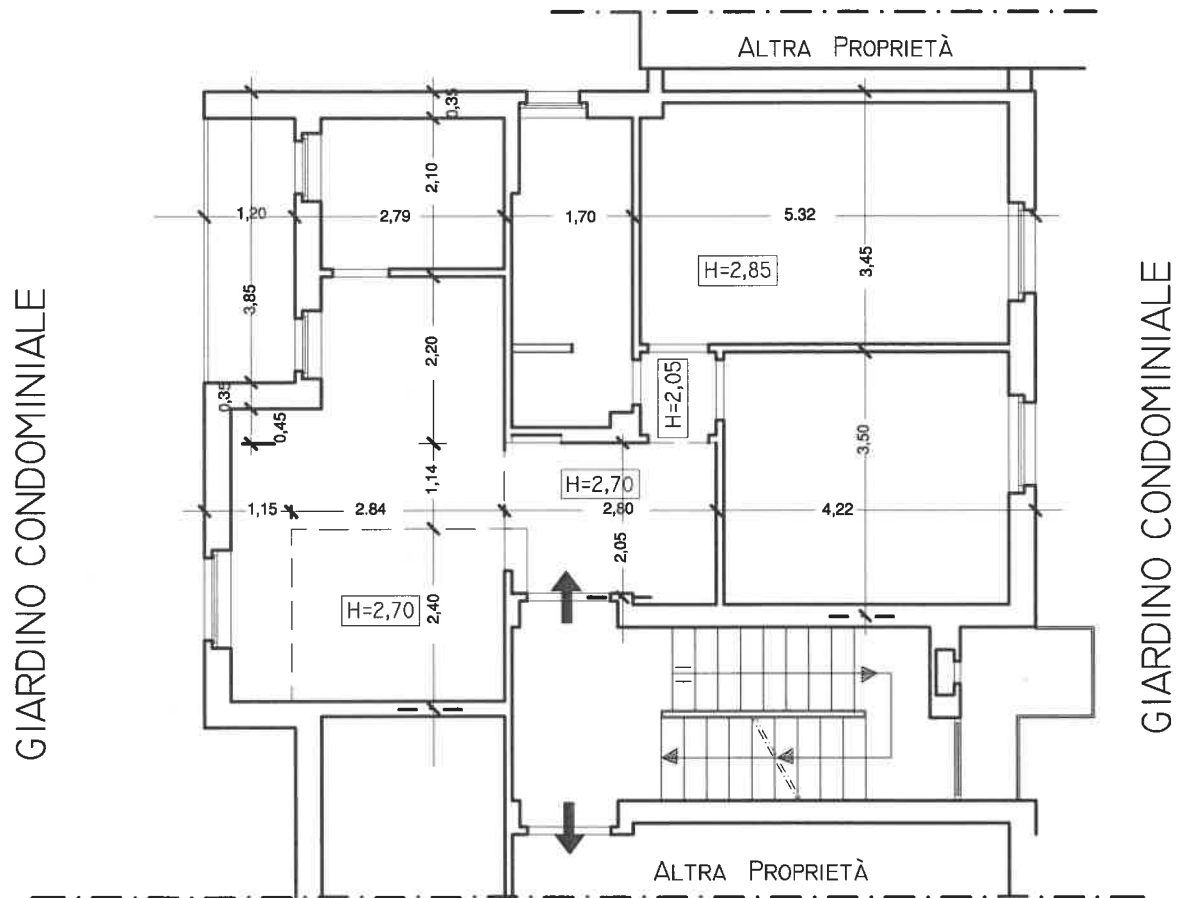 ALTRA PROPRIETÀ
0,35
2,10
1,20
2,79
1,70
5.32
H=2,85
3,45
3,85
2,20
H=2,05
0,35
0,45
3,50
1,14
H=2,70
1,15
2.84
2,80
4,22
2,05
H=2,70
2,40
GIARDINO CONDOMINIALE
GIARDINO CONDOMINIALE
ALTRA PROPRIETÀ